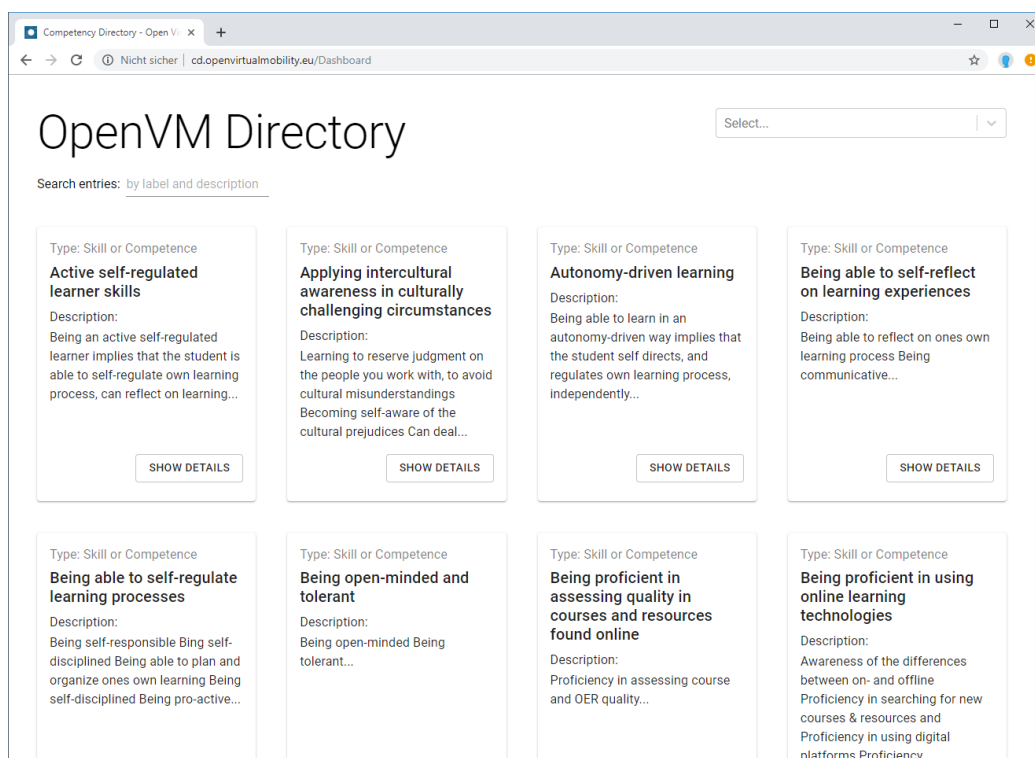 Competency Directory - Open Vi
Nicht sicher | cd.openvirtualmobility.eu/Dashboard
OpenVM Directory
Select...
Search entries: by label and description
Type: Skill or Competence
Active self-regulated
learner skills
Description:
Being an active self-regulated
learner implies that the student is
able to self-regulate own learning
process, can reflect on learning...
SHOW DETAILS
Type: Skill or Competence
Applying intercultural
awareness in culturally
challenging circumstances
Description:
Learning to reserve judgment on
the people you work with, to avoid
cultural misunderstandings
Becoming self-aware of the
cultural prejudices Can deal...
SHOW DETAILS
Type: Skill or Competence
Autonomy-driven learning
Description:
Being able to learn in an
autonomy-driven way implies that
the student self directs, and
regulates own learning process,
independently...
SHOW DETAILS
Type: Skill or Competence
Being able to self-reflect
on learning experiences
Description:
Being able to reflect on ones own
learning process Being
communicative...
SHOW DETAILS
Type: Skill or Competence
Being able to self-regulate
learning processes
Description:
Being self-responsible Bing self-
disciplined Being able to plan and
organize ones own learning Being
self-disciplined Being pro-active...
Type: Skill or Competence
Being open-minded and
tolerant
Description:
Being open-minded Being
tolerant...
Type: Skill or Competence
Being proficient in
assessing quality in
courses and resources
found online
Description:
Proficiency in assessing course
and OER quality...
Type: Skill or Competence
Being proficient in using
online learning
technologies
Description:
Awareness of the differences
between on- and offline
Proficiency in searching for new
courses & resources and
Proficiency in using digital
platforms Proficiency